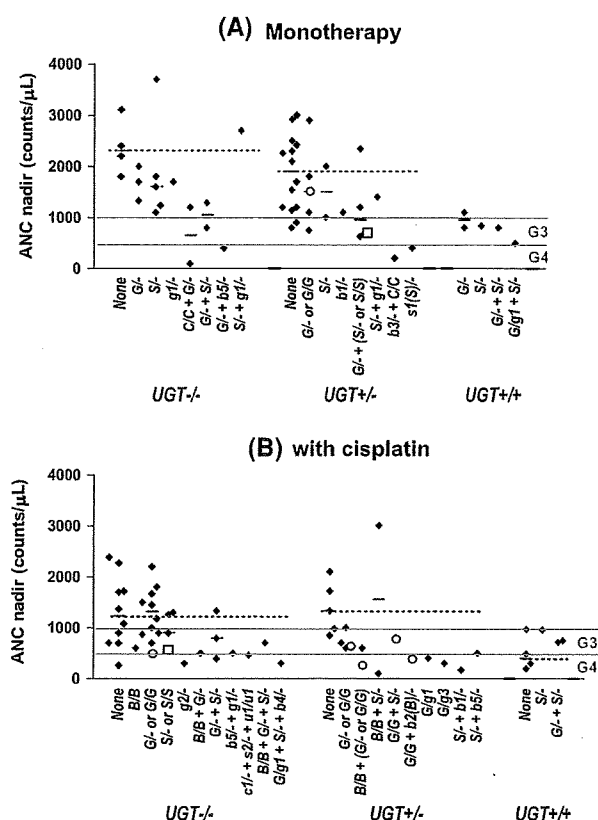 (A) Monotherapy
ANC nadir (counts/μL)
4000
3000
2000
1000
0
G3
G4
None
G/-
S/-
g1/-
C/C + G/-
G/- + S/-
G/- + b5/-
S/- + g1/-
None
G/- or G/G
S/-
b1/-
G/- + (S/- or S/S)
S/- + g1/-
b3/- + C/C
s1(S)/-
G/-
S/-
G/- + S/-
G/g1 + S/-
UGT-/-
UGT+/-
UGT+/+
(B) with cisplatin
ANC nadir (counts/μL)
4000
3000
2000
1000
0
G3
G4
None
B/B
G/- or G/G
S/- or S/S
g2/-
B/B + G/-
G/- + S/-
b5/- + g1/-
c1/- + s2/- + u1/u1
B/B + G/- + S/-
G/g1 + S/- + b4/-
None
G/- or G/G
B/B + (G/- or G/G)
B/B + S/-
G/G + S/-
G/G + b2(B)/-
G/g1
G/g3
S/- + b1/-
S/- + b5/-
None
S/-
G/- + S/-
UGT-/-
UGT+/-
UGT+/+